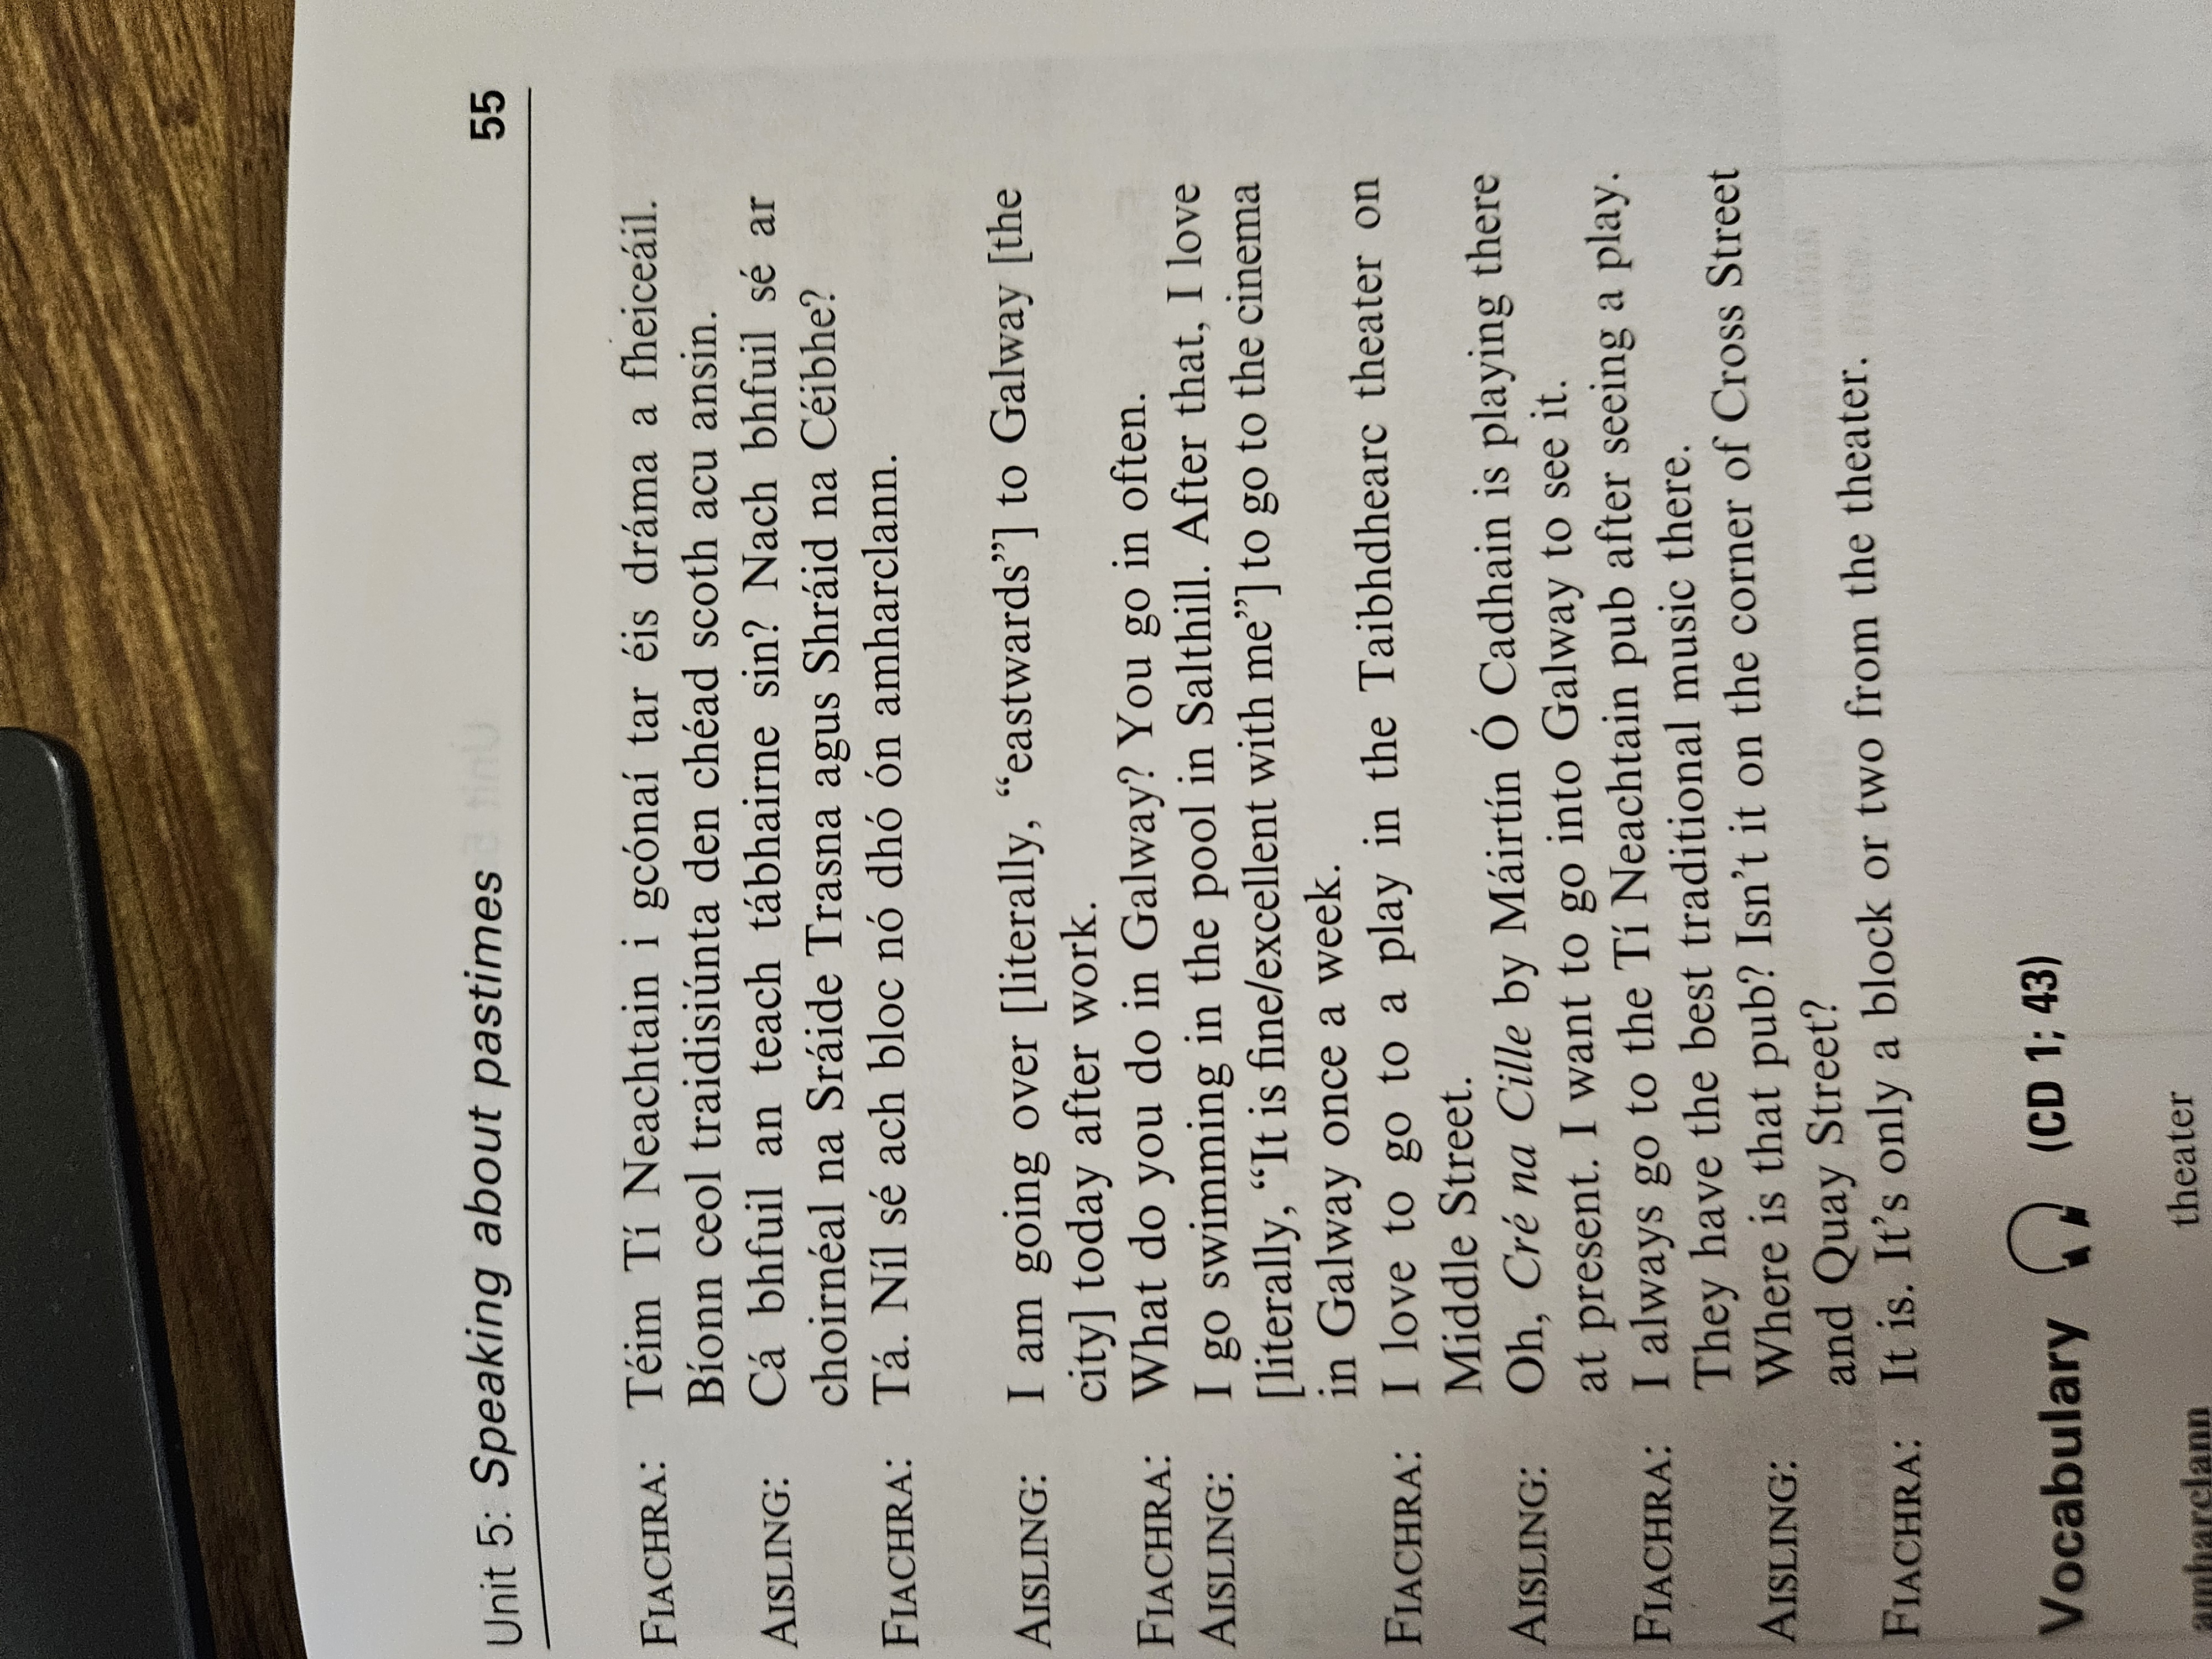 Unit 5: Speaking about pastimes 55
FIACHRA: Téim Tí Neachtain i gcónaí tar éis dráma a fheiceáil.
Bíonn ceol traidisiúnta den chéad scoth acu ansin.
AISLING: Cá bhfuil an teach tábhairne sin? Nach bhfuil sé ar
choirnéal na Sráide Trasna agus Shráid na Céibhe?
FIACHRA: Tá. Níl sé ach bloc nó dhó ón amharclann.
AISLING: I am going over [literally, “eastwards”] to Galway [the
city] today after work.
FIACHRA: What do you do in Galway? You go in often.
AISLING: I go swimming in the pool in Salthill. After that, I love
[literally, “It is fine/excellent with me”] to go to the cinema
in Galway once a week.
FIACHRA: I love to go to a play in the Taibhdhearc theater on
Middle Street.
AISLING: Oh, Cré na Cille by Máirtín Ó Cadhain is playing there
at present. I want to go into Galway to see it.
FIACHRA: I always go to the Tí Neachtain pub after seeing a play.
They have the best traditional music there.
AISLING: Where is that pub? Isn’t it on the corner of Cross Street
and Quay Street?
FIACHRA: It is. It’s only a block or two from the theater.
Vocabulary (CD 1; 43)
amharclann theater